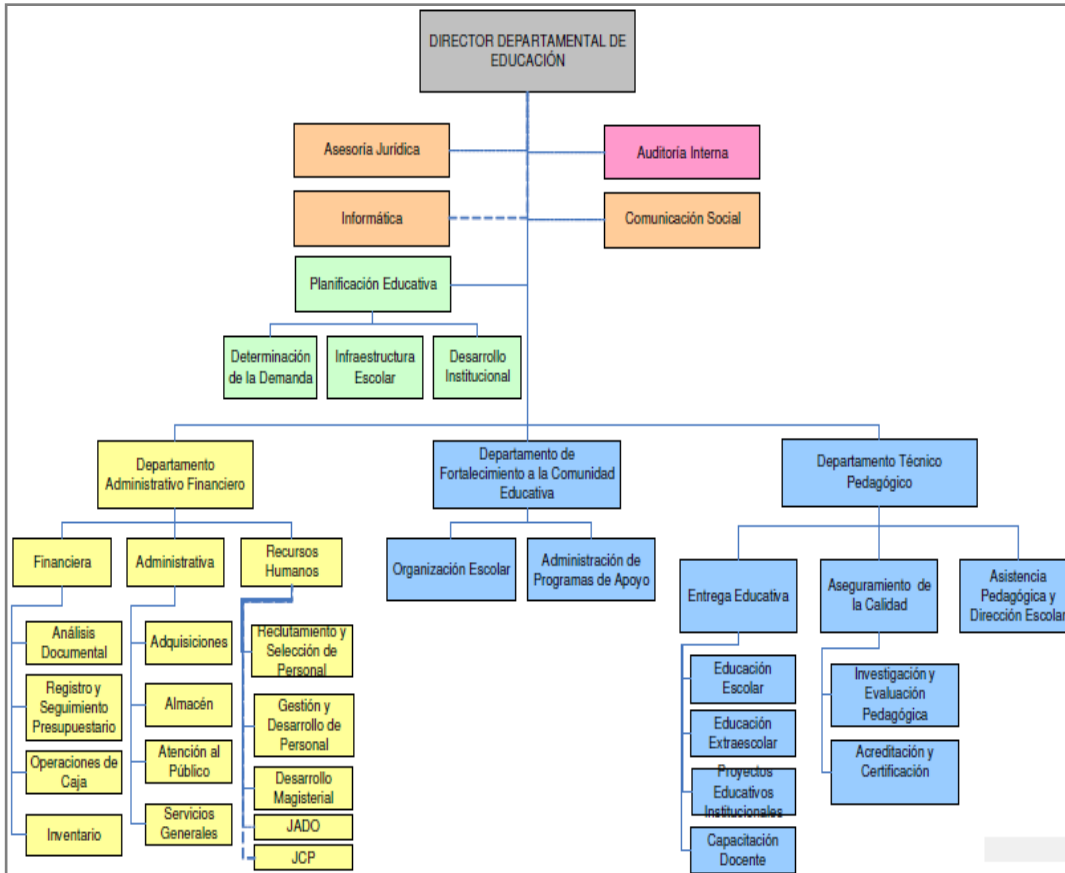 DIRECTOR DEPARTAMENTAL DE
EDUCACIÓN
Asesoría Jurídica
Auditoría Interna
Informática
Comunicación Social
Planificación Educativa
Determinación
de la Demanda
Infraestructura
Escolar
Desarrollo
Institucional
Departamento
Administrativo Financiero
Departamento de
Fortalecimiento a la Comunidad
Educativa
Departamento Técnico
Pedagógico
Financiera
Administrativa
Recursos
Humanos
Organización Escolar
Administración de
Programas de Apoyo
Entrega Educativa
Aseguramiento de
la Calidad
Asistencia
Pedagógica y
Dirección Escolar
Análisis
Documental
Registro y
Seguimiento
Presupuestario
Operaciones de
Caja
Inventario
Adquisiciones
Almacén
Atención al
Público
Servicios
Generales
Reclutamiento y
Selección de
Personal
Gestión y
Desarrollo de
Personal
Desarrollo
Magisterial
JADO
JCP
Educación
Escolar
Educación
Extraescolar
Proyectos
Educativos
Institucionales
Capacitación
Docente
Investigación y
Evaluación
Pedagógica
Acreditación y
Certificación